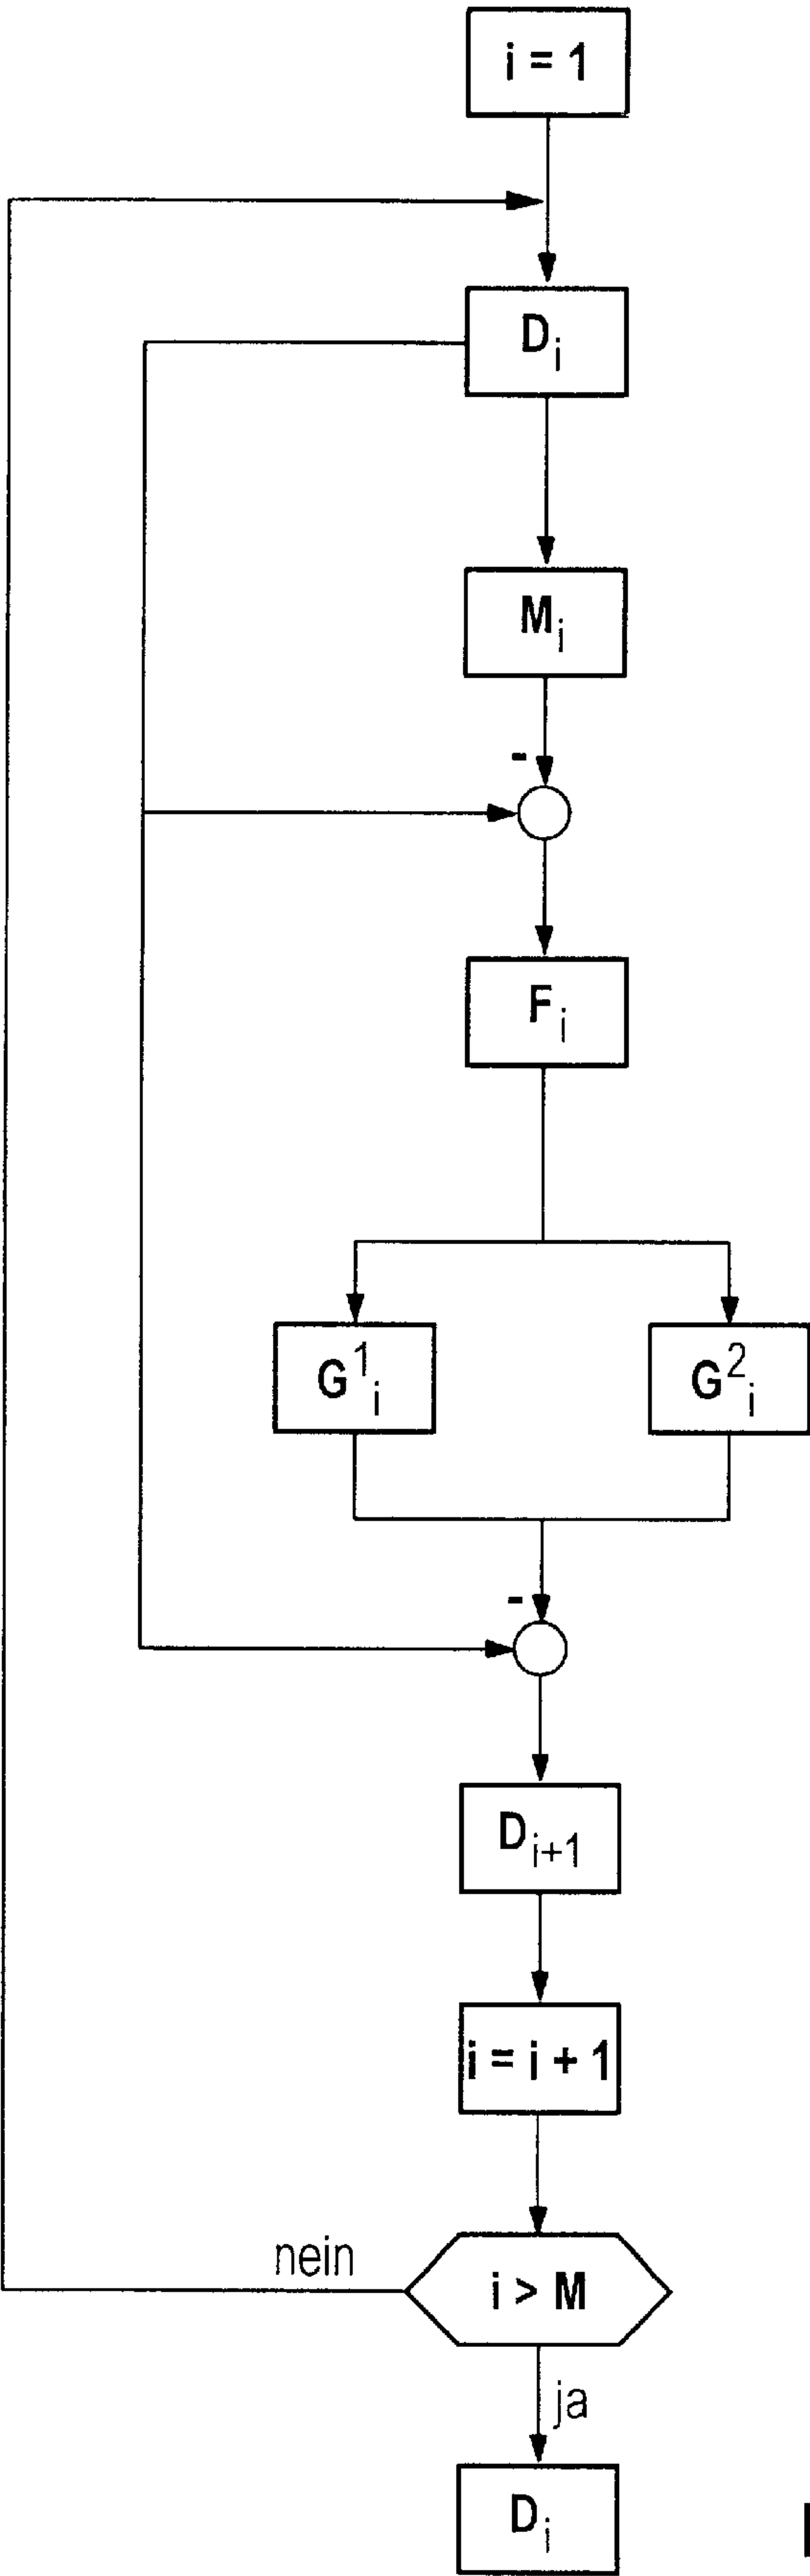 i = 1
Dᵢ
Mᵢ
-
Fᵢ
G¹ᵢ G²ᵢ
-
Dᵢ₊₁
i = i + 1
nein
i > M
ja
Dᵢ